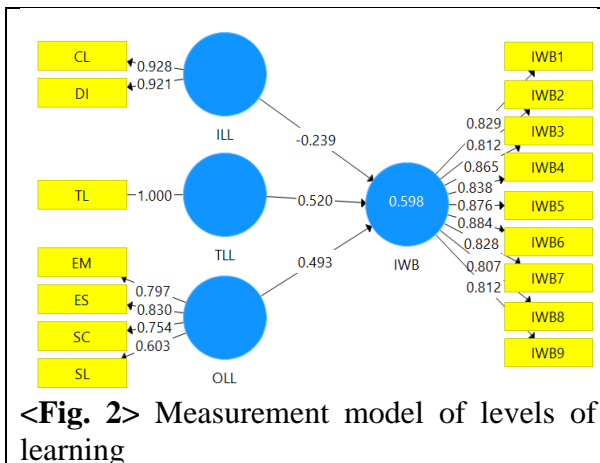 CL
DI
0.928
0.921
ILL
-0.239
TL
1.000
TLL
0.520
EM
ES
SC
SL
0.797
0.830
0.754
0.603
OLL
0.493
0.598
IWB
0.829
0.812
0.865
0.838
0.876
0.884
0.828
0.807
0.812
IWB1
IWB2
IWB3
IWB4
IWB5
IWB6
IWB7
IWB8
IWB9
<Fig. 2> Measurement model of levels of
learning